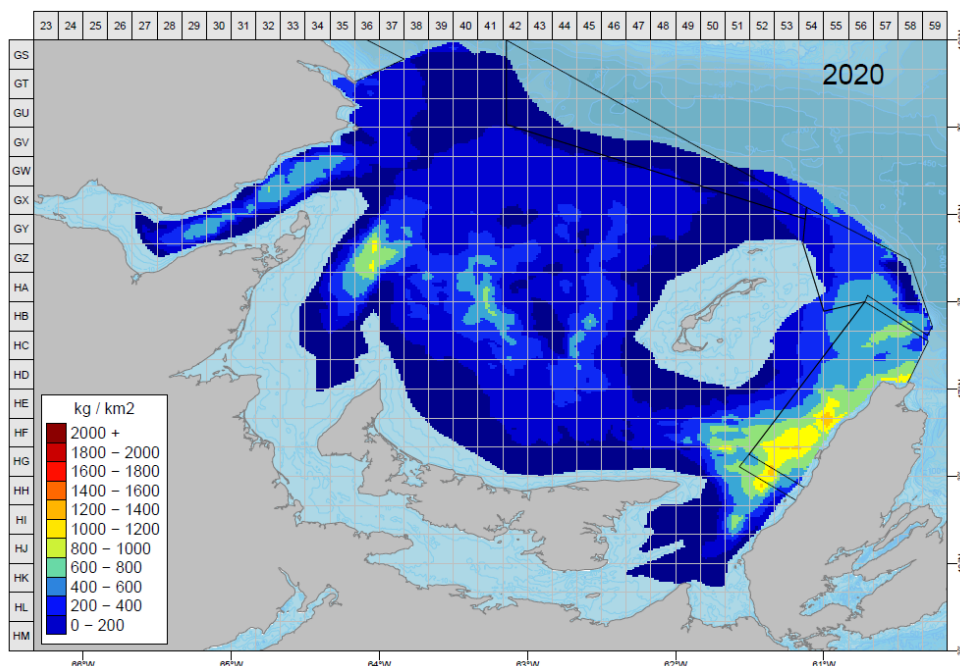 23 24 25 26 27 28 29 30 31 32 33 34 35 36 37 38 39 40 41 42 43 44 45 46 47 48 49 50 51 52 53 54 55 56 57 58 59
GS
2020
GT
GU
GV
GW
GX
GY
GZ
HA
HB
HC
HD
HE
HF
HG
HH
HI
HJ
HK
HL
HM
kg / km2
2000 +
1800 − 2000
1600 − 1800
1400 − 1600
1200 − 1400
1000 − 1200
800 − 1000
600 − 800
400 − 600
200 − 400
0 − 200
66°W 65°W 64°W 63°W 62°W 61°W